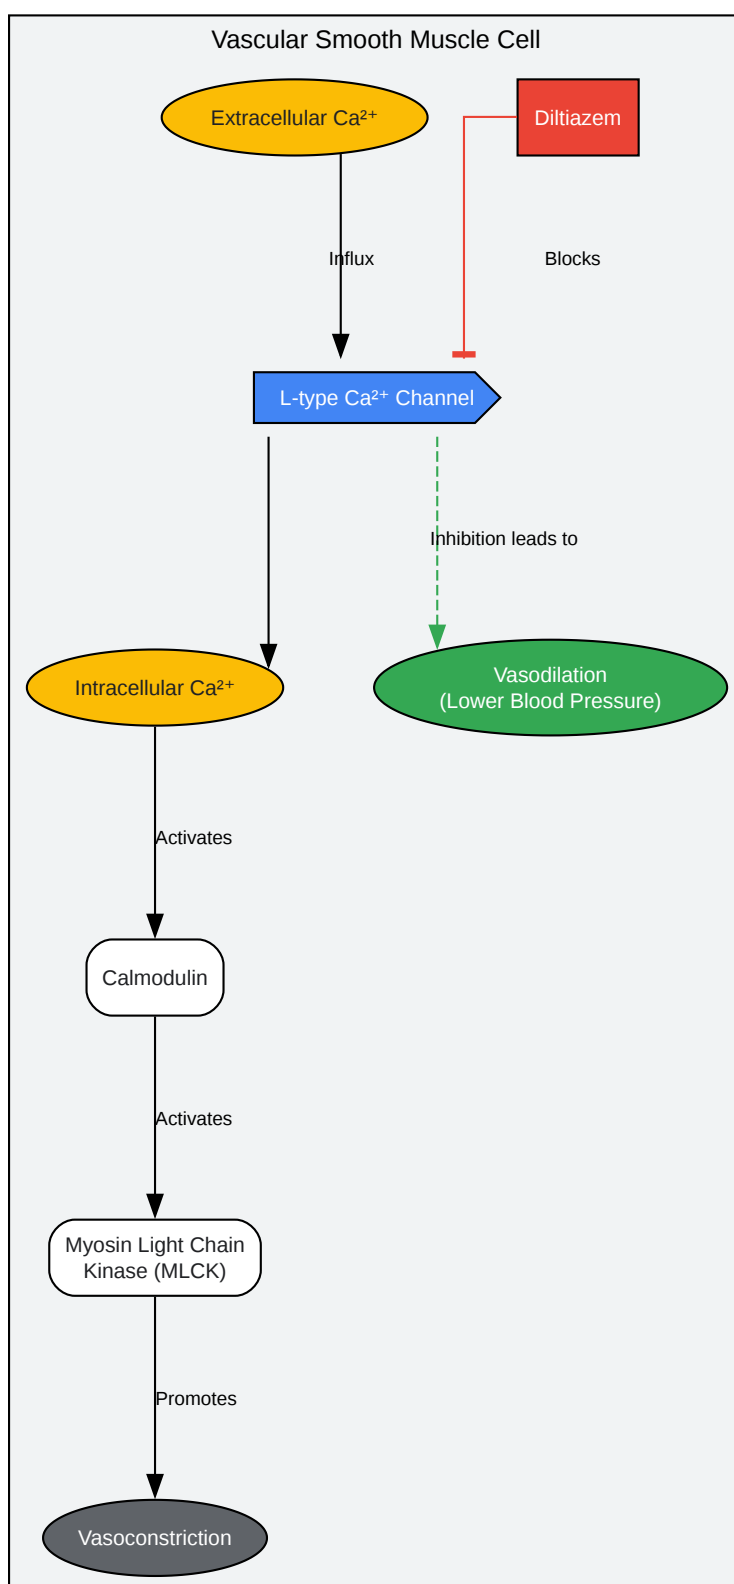 Vascular Smooth Muscle Cell
Extracellular Ca²⁺
Diltiazem
Influx
Blocks
L-type Ca²⁺ Channel
Inhibition leads to
Intracellular Ca²⁺
Vasodilation
(Lower Blood Pressure)
Activates
Calmodulin
Activates
Myosin Light Chain
Kinase (MLCK)
Promotes
Vasoconstriction